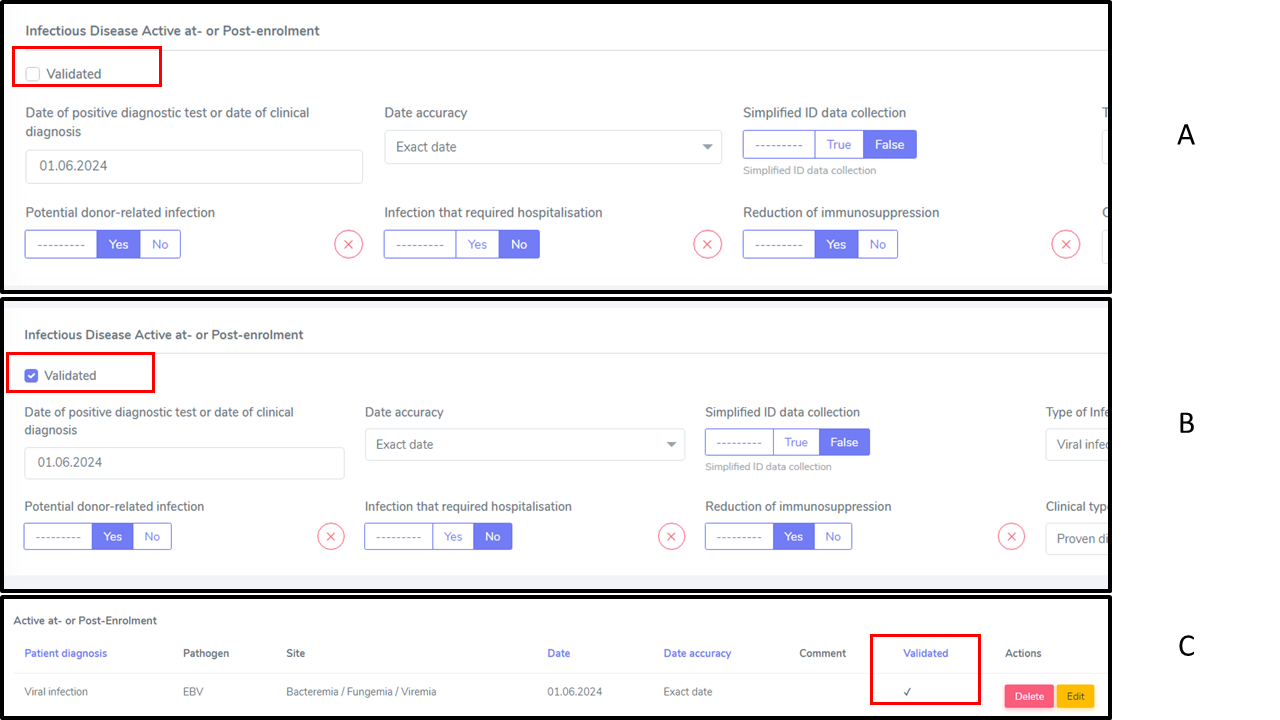 Infectious Disease Active at- or Post-enrolment
Validated
Date of positive diagnostic test or date of clinical
diagnosis
Date accuracy
Simplified ID data collection
T
01.06.2024
Exact date
--------- True False
Simplified ID data collection
Potential donor-related infection
Infection that required hospitalisation
Reduction of immunosuppression
--------- Yes No
--------- Yes No
--------- Yes No
A
Infectious Disease Active at- or Post-enrolment
Validated
Date of positive diagnostic test or date of clinical
diagnosis
Date accuracy
Simplified ID data collection
Type of Infe
01.06.2024
Exact date
--------- True False
Viral infec
Simplified ID data collection
Potential donor-related infection
Infection that required hospitalisation
Reduction of immunosuppression
Clinical typ
--------- Yes No
--------- Yes No
--------- Yes No
Proven di
B
Active at- or Post-Enrolment
Patient diagnosis Pathogen Site Date Date accuracy Comment Validated Actions
Viral infection EBV Bacteremia / Fungemia / Viremia 01.06.2024 Exact date ✓ Delete Edit
C